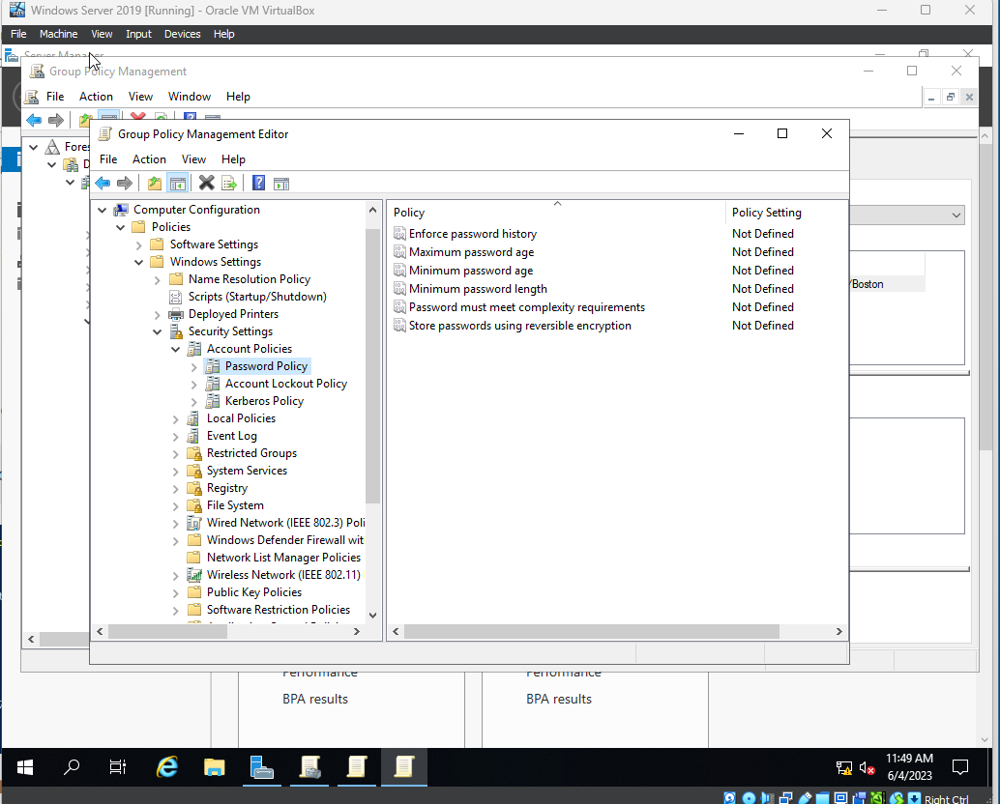 Windows Server 2019 [Running] - Oracle VM VirtualBox
File Machine View Input Devices Help
Server Manager
Group Policy Management
File Action View Window Help
Group Policy Management Editor
File Action View Help
Fores
D
Computer Configuration
Policies
Software Settings
Windows Settings
Name Resolution Policy
Scripts (Startup/Shutdown)
Deployed Printers
Security Settings
Account Policies
Password Policy
Account Lockout Policy
Kerberos Policy
Local Policies
Event Log
Restricted Groups
System Services
Registry
File System
Wired Network (IEEE 802.3) Poli
Windows Defender Firewall wit
Network List Manager Policies
Wireless Network (IEEE 802.11)
Public Key Policies
Software Restriction Policies
Policy Policy Setting
Enforce password history Not Defined
Maximum password age Not Defined
Minimum password age Not Defined
Minimum password length Not Defined
Password must meet complexity requirements Not Defined
Store passwords using reversible encryption Not Defined
/Boston
Performance Performance
BPA results BPA results
11:49 AM
6/4/2023
Right Ctrl